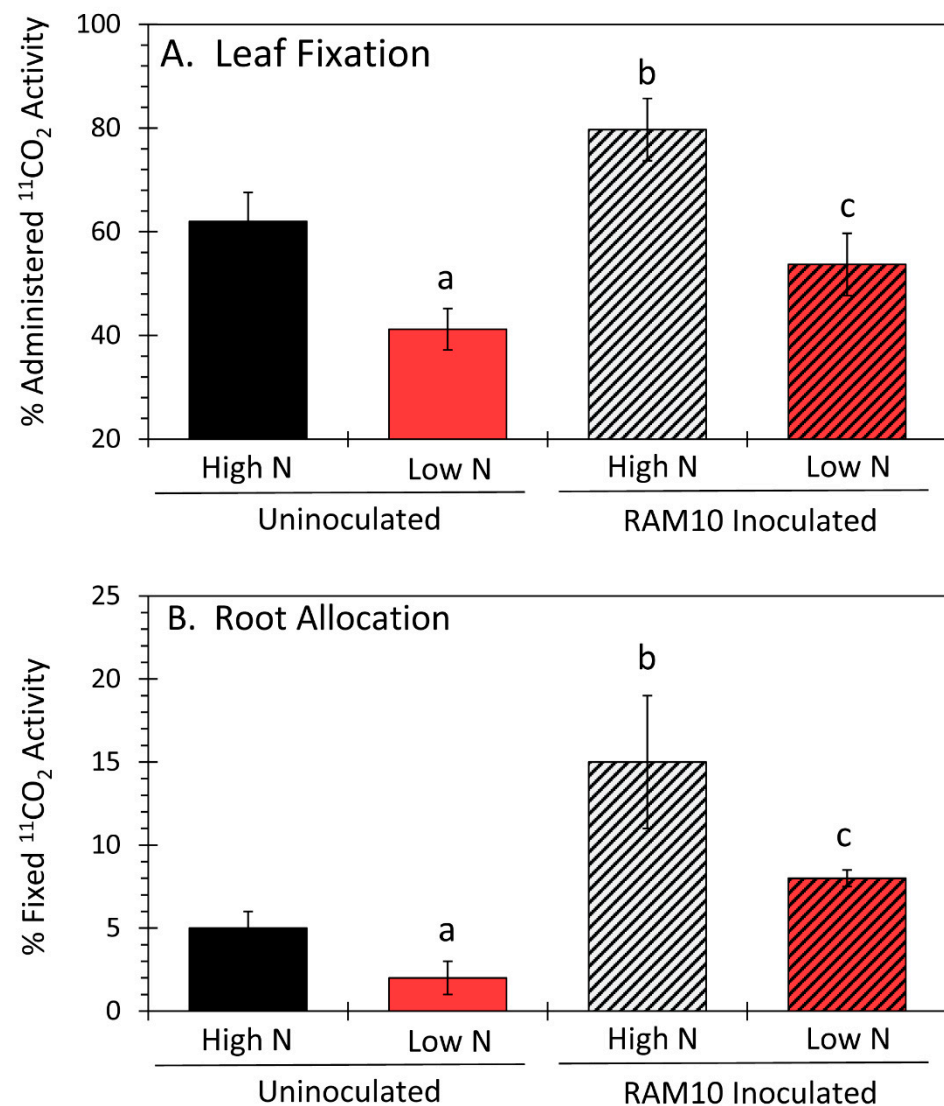 A. Leaf Fixation
% Administered ¹¹CO₂ Activity
100
80
60
40
20
a
b
c
High N Low N High N Low N
Uninoculated RAM10 Inoculated
B. Root Allocation
% Fixed ¹¹CO₂ Activity
25
20
15
10
5
0
a
b
c
High N Low N High N Low N
Uninoculated RAM10 Inoculated